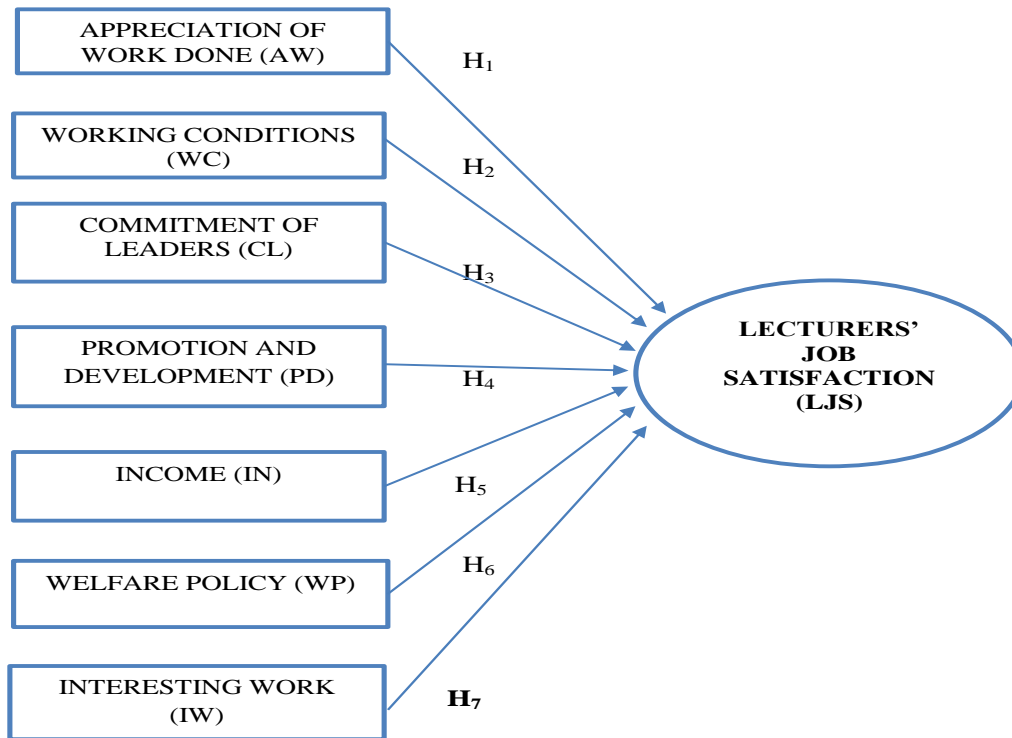 APPRECIATION OF
WORK DONE (AW)
H₁
WORKING CONDITIONS
(WC)
H₂
COMMITMENT OF
LEADERS (CL)
H₃
PROMOTION AND
DEVELOPMENT (PD)
H₄
INCOME (IN)
H₅
WELFARE POLICY (WP)
H₆
INTERESTING WORK
(IW)
H₇
LECTURERS’
JOB
SATISFACTION
(LJS)